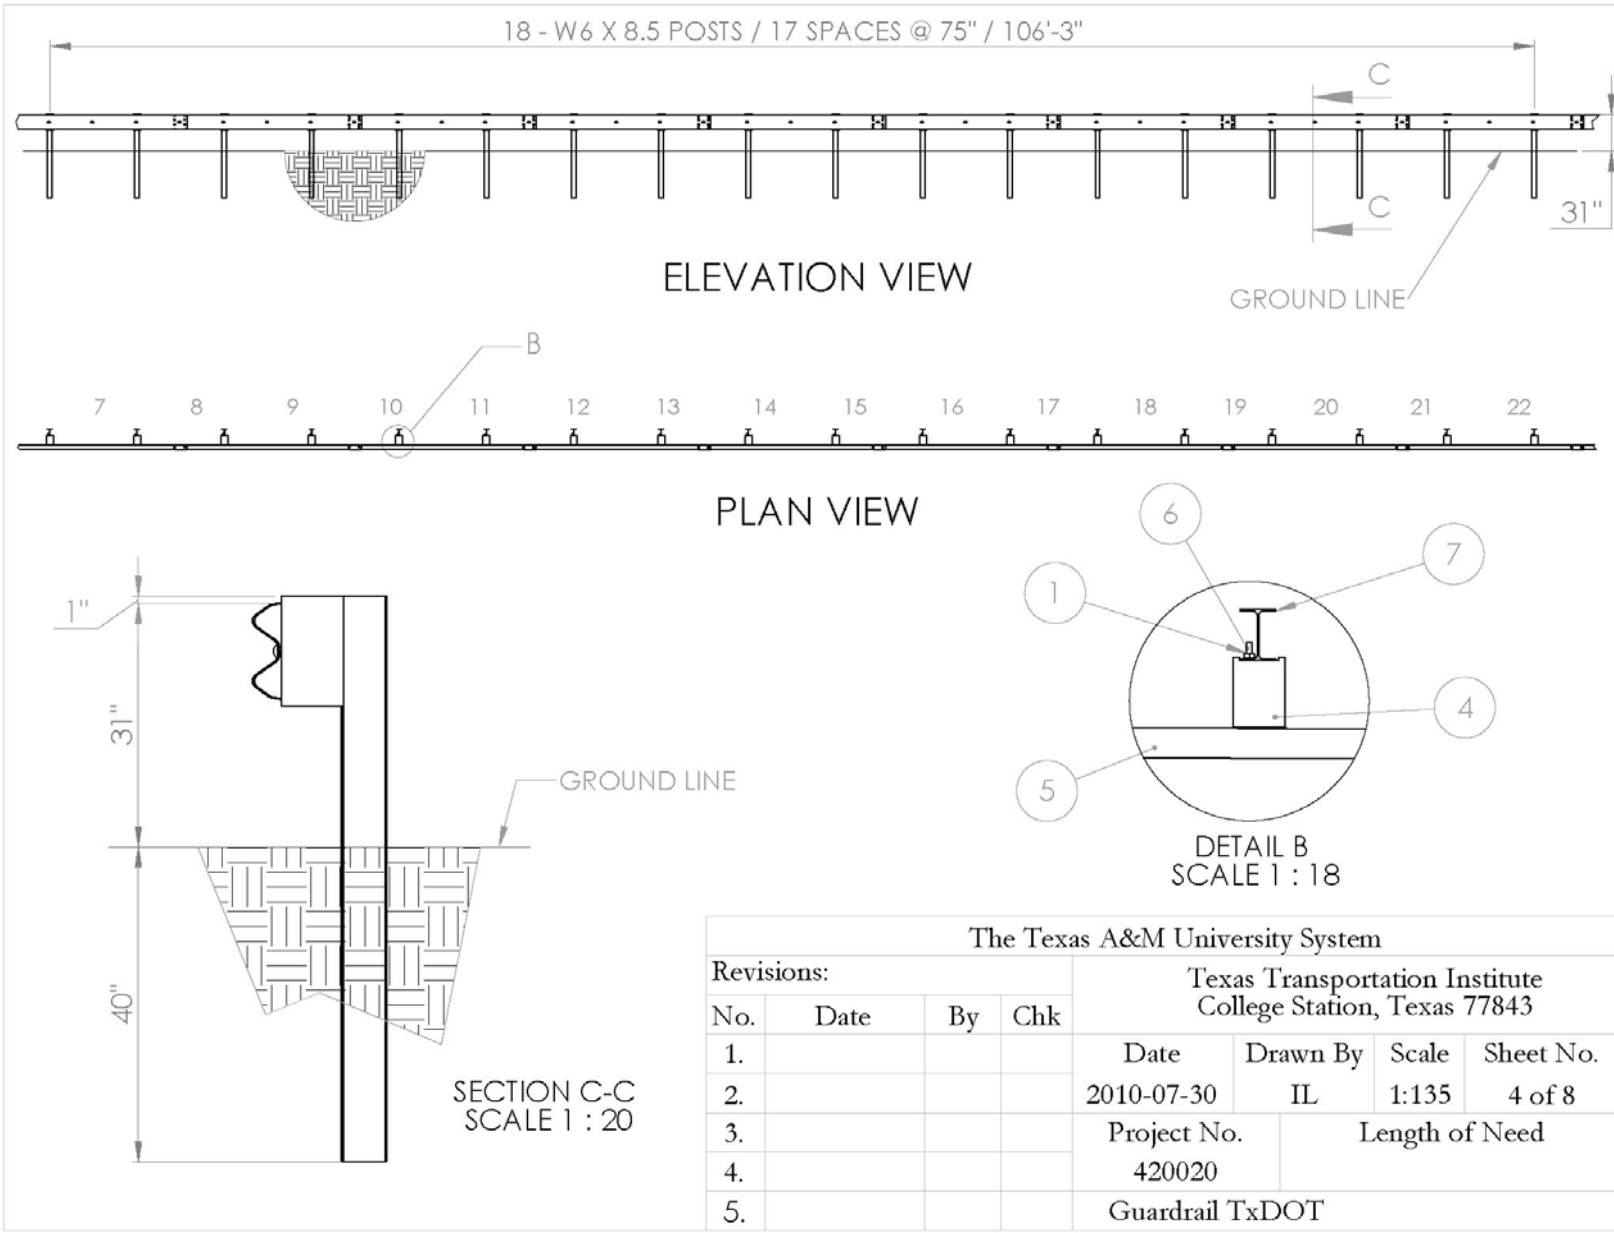 18 - W6 X 8.5 POSTS / 17 SPACES @ 75" / 106'-3"
C
C
31"
ELEVATION VIEW
GROUND LINE
B
7 8 9 10 11 12 13 14 15 16 17 18 19 20 21 22
PLAN VIEW
6
7
1
4
5
DETAIL B
SCALE 1 : 18
1"
31"
GROUND LINE
40"
SECTION C-C
SCALE 1 : 20
The Texas A&M University System
Revisions:
No. Date By Chk
1.
2.
3.
4.
5.
Texas Transportation Institute
College Station, Texas 77843
Date Drawn By Scale Sheet No.
2010-07-30 IL 1:135 4 of 8
Project No. Length of Need
420020
Guardrail TxDOT